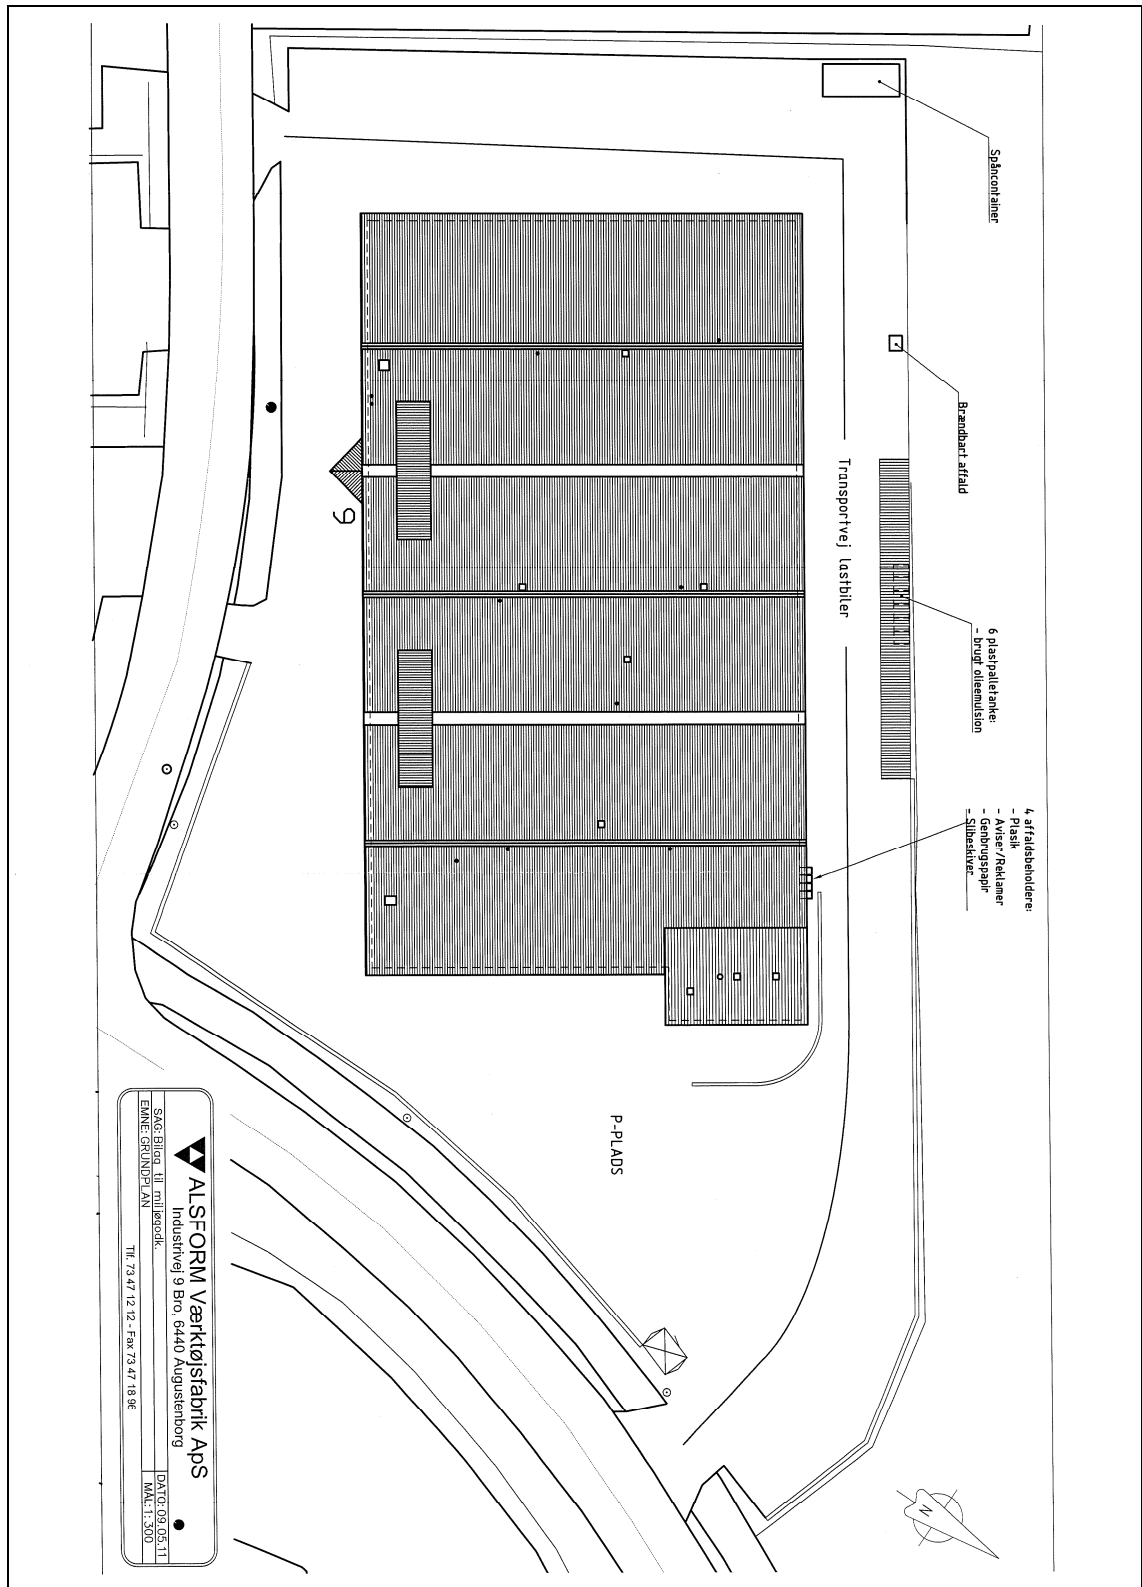 Spåncontainer
Brændbart affald
Transportvej lastbiler
9
6 plastpalletanke:
- brugt olieemulsion
4 affaldsbeholdere:
- Plasik
- Aviser/Reklamer
- Genbrugspapir
- Slibeskiver
P-PLADS
N
ALSFORM Værktøjsfabrik ApS
Industrivej 9 Bro, 6440 Augustenborg
SAG: Bilag til miljøgodk.
DATO: 09.05.11
EMNE: GRUNDPLAN
MÅL: 1:300
Tlf. 73 47 12 12 - Fax 73 47 18 96